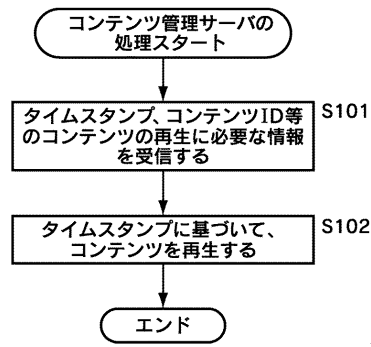 コンテンツ管理サーバの
処理スタート
タイムスタンプ、コンテンツID等
のコンテンツの再生に必要な情報
を受信する
S101
タイムスタンプに基づいて、
コンテンツを再生する
S102
エンド